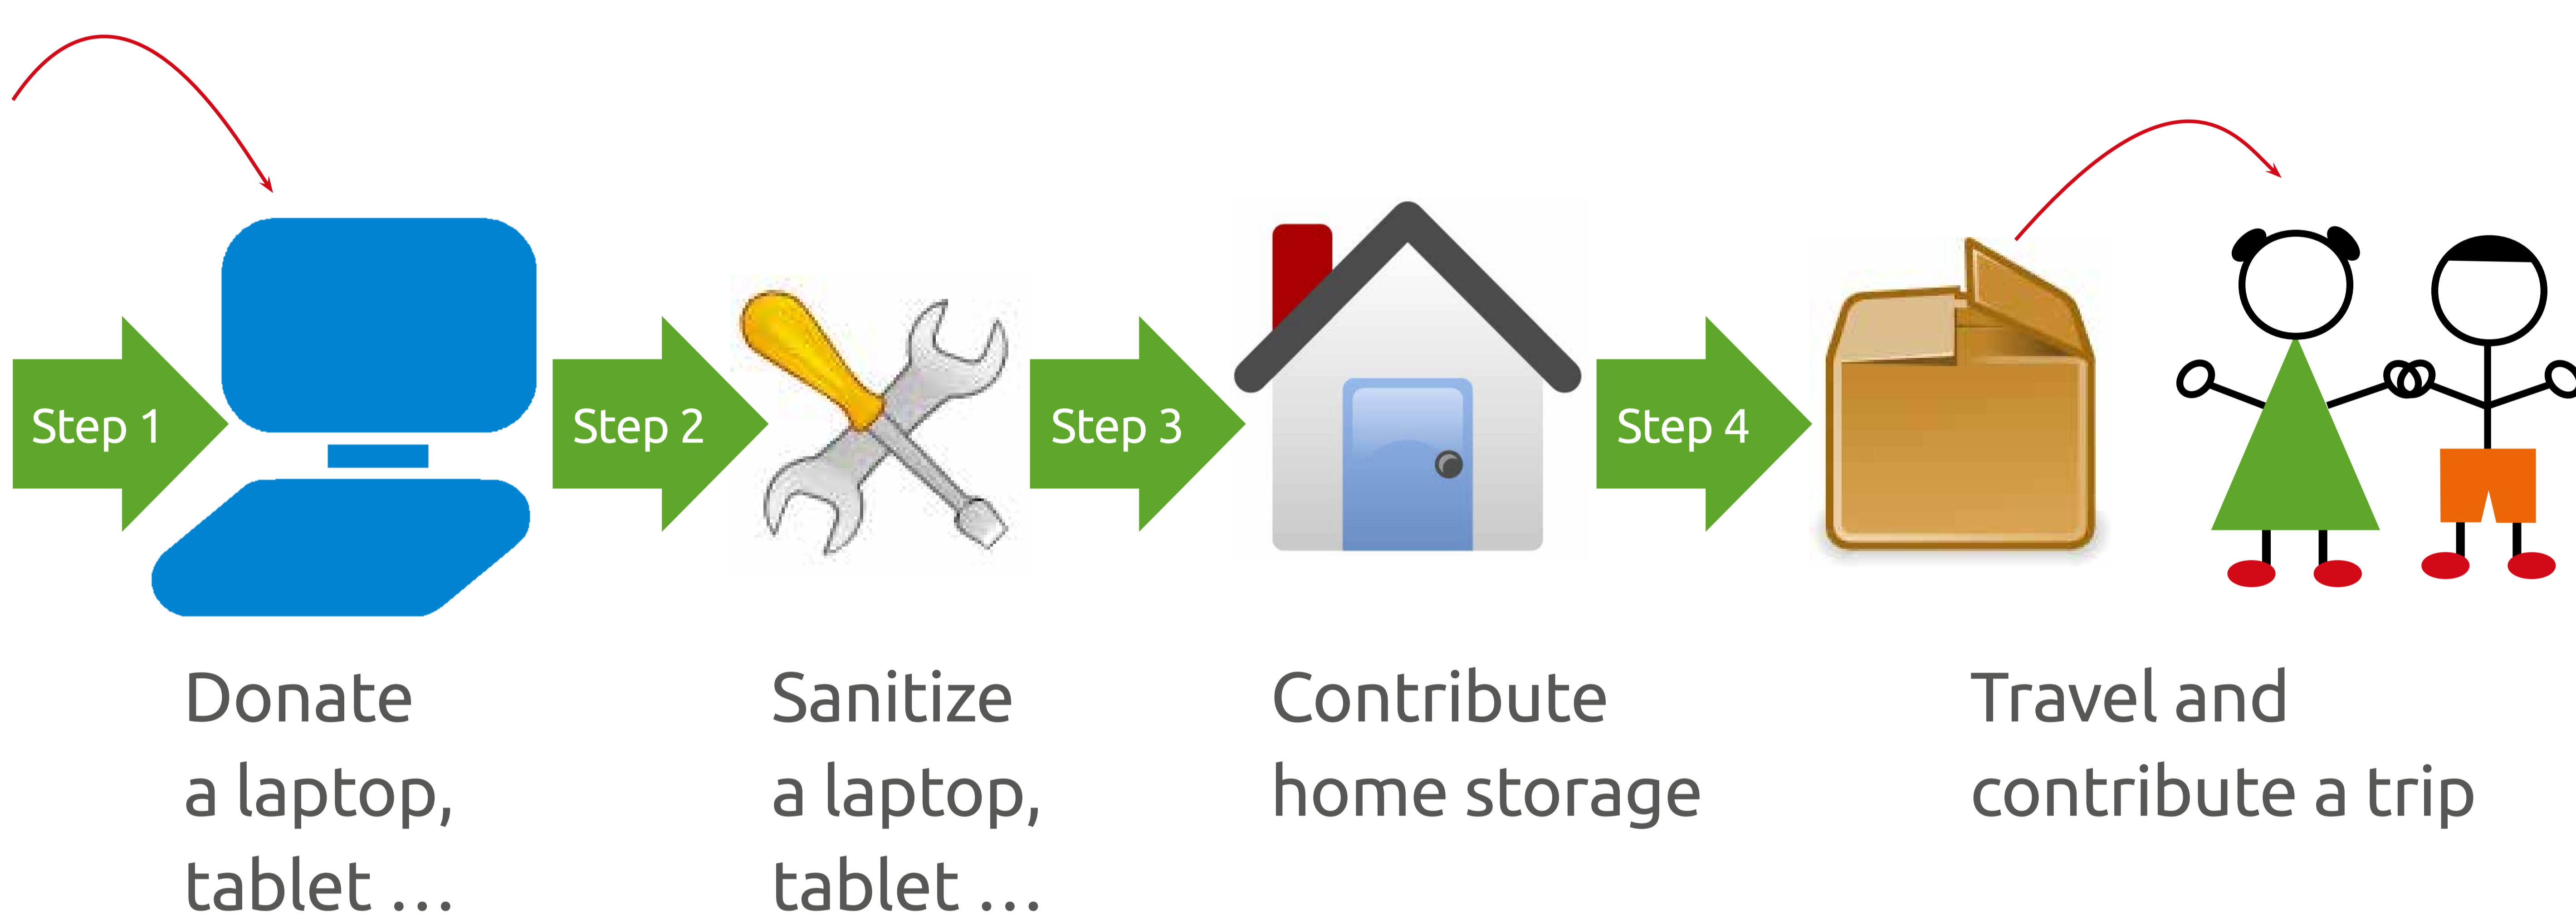 Step 1
Step 2
Step 3
Step 4
Donate
a laptop,
tablet …
Sanitize
a laptop,
tablet …
Contribute
home storage
Travel and
contribute a trip